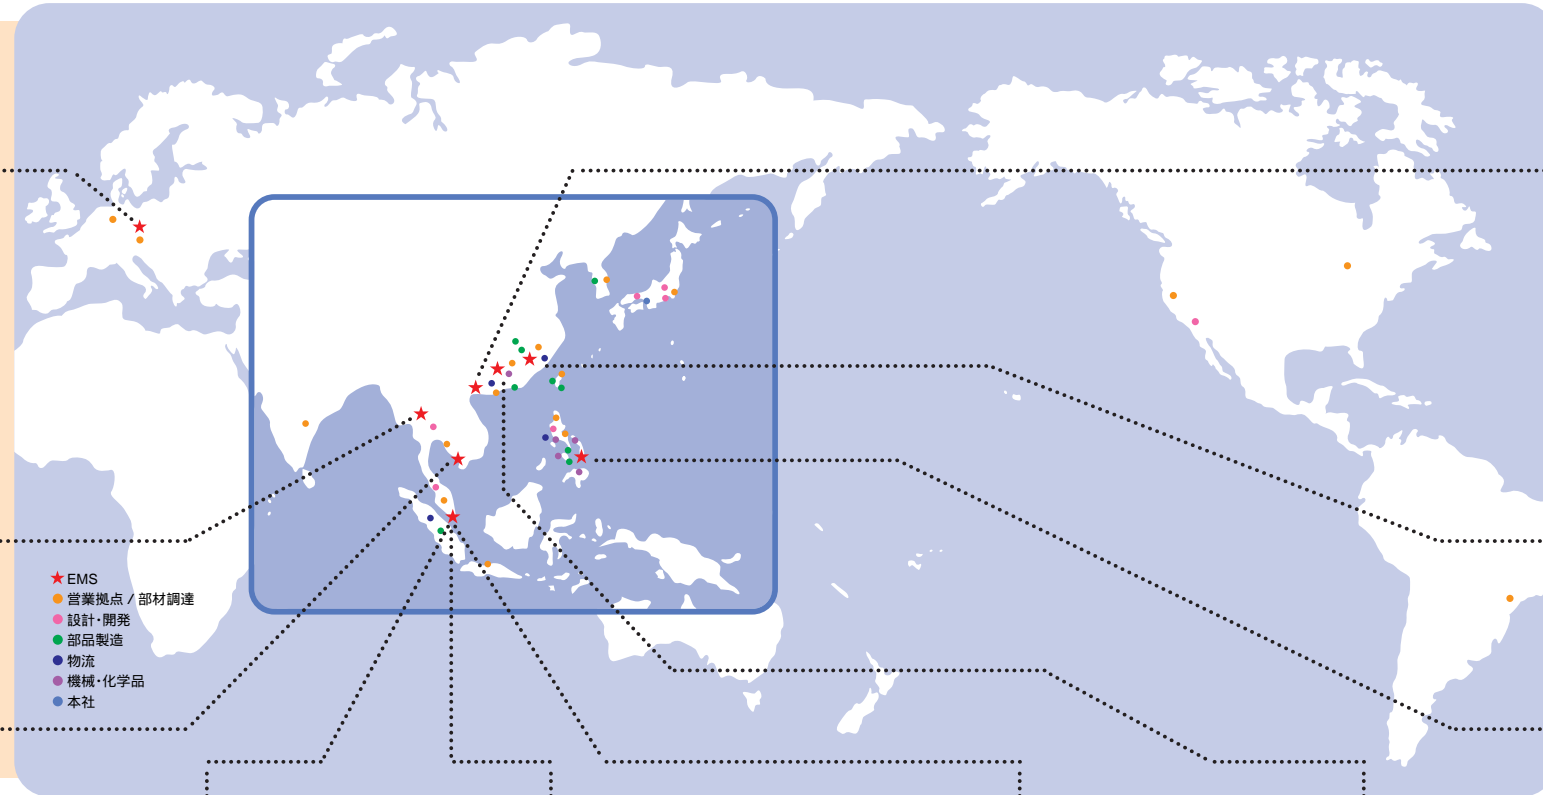 EMS
営業拠点 / 部材調達
設計・開発
部品製造
物流
機械・化学品
本社